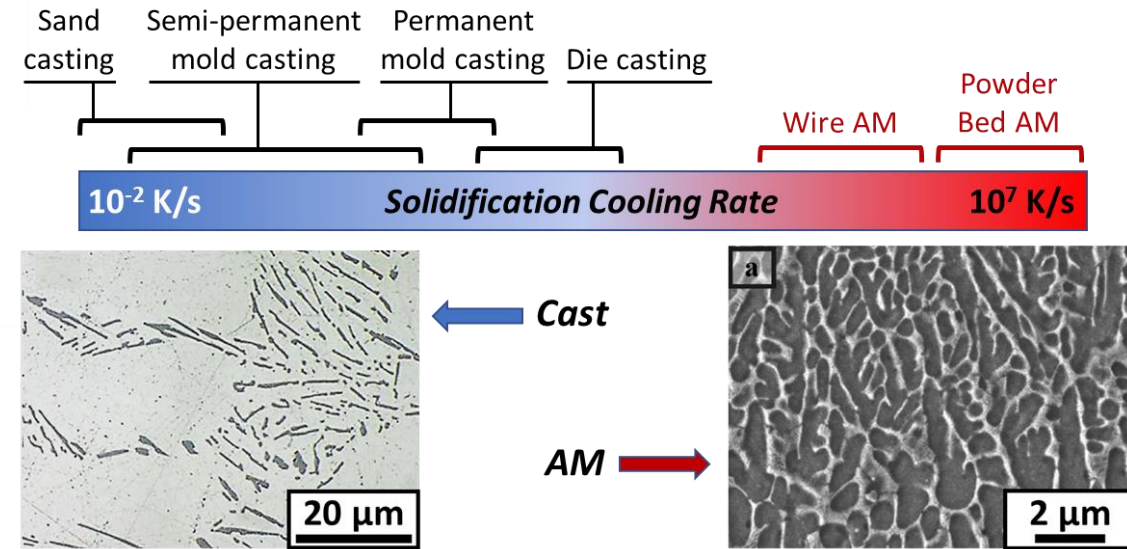 Sand
casting
Semi-permanent
mold casting
Permanent
mold casting
Die casting
Wire AM
Powder
Bed AM
10⁻² K/s
Solidification Cooling Rate
10⁷ K/s
a
Cast
AM
20 μm
2 μm